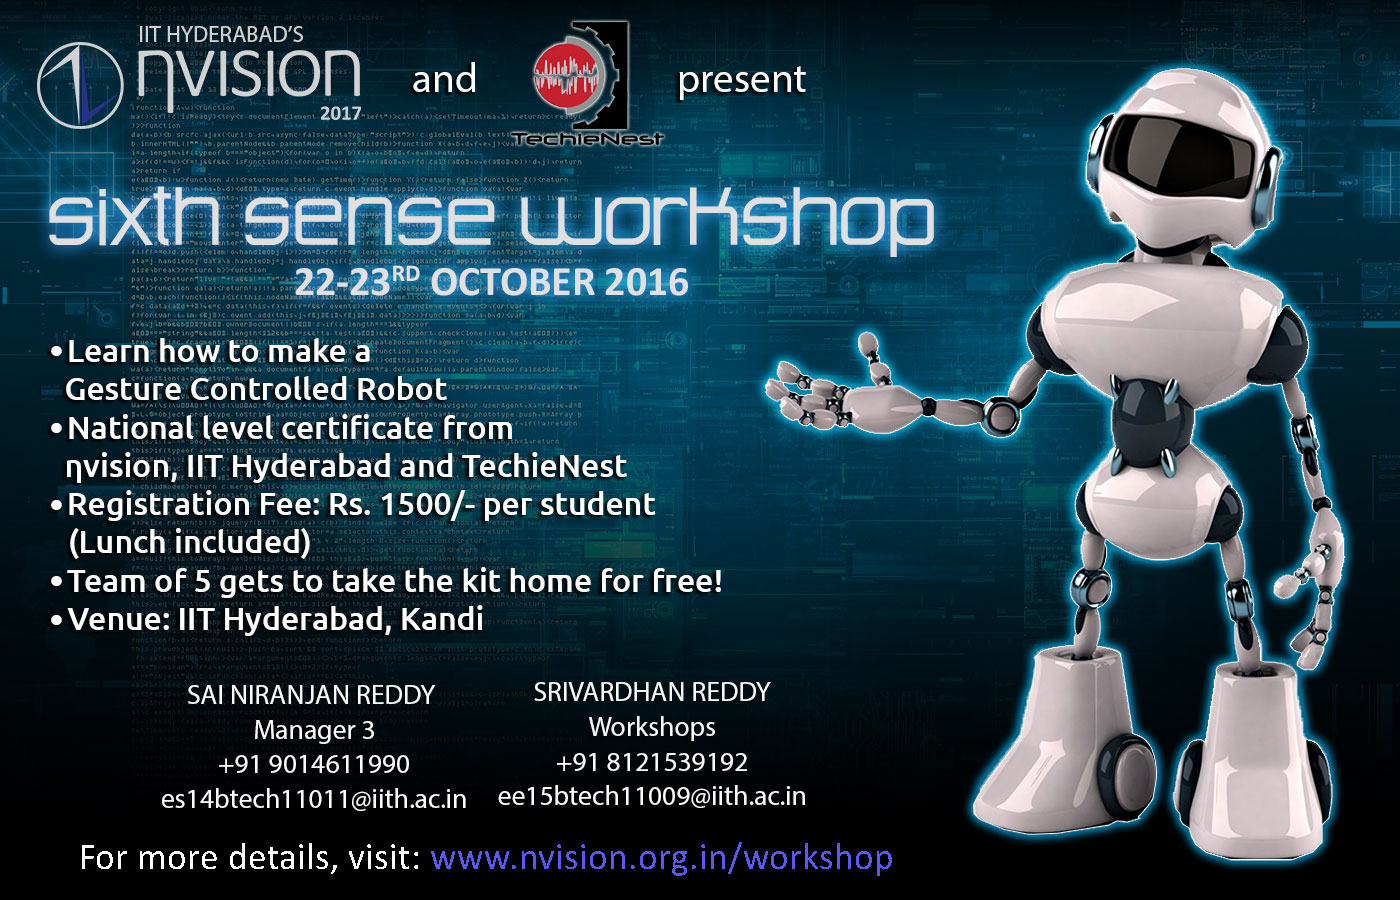 IIT HYDERABAD'S
ηvision
2017
and
TechieNest
present
sixth sense workshop
22-23RD OCTOBER 2016
• Learn how to make a
Gesture Controlled Robot
• National level certificate from
ηvision, IIT Hyderabad and TechieNest
• Registration Fee: Rs. 1500/- per student
(Lunch included)
• Team of 5 gets to take the kit home for free!
• Venue: IIT Hyderabad, Kandi
SAI NIRANJAN REDDY
Manager 3
+91 9014611990
es14btech11011@iith.ac.in
SRIVARDHAN REDDY
Workshops
+91 8121539192
ee15btech11009@iith.ac.in
For more details, visit: www.nvision.org.in/workshop